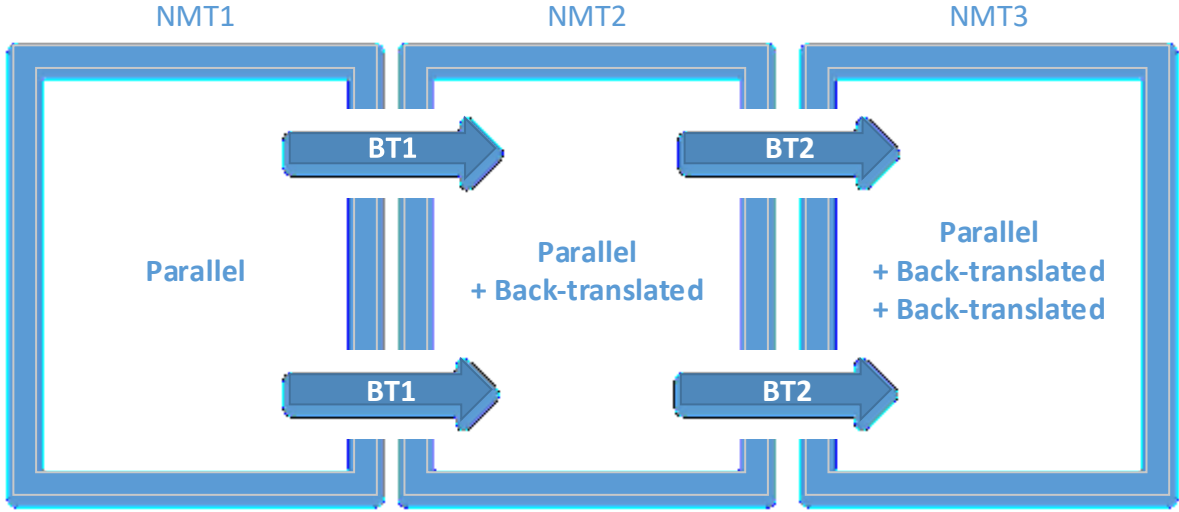 NMT1
NMT2
NMT3
BT1
BT2
Parallel
Parallel
+ Back-translated
Parallel
+ Back-translated
+ Back-translated
BT1
BT2